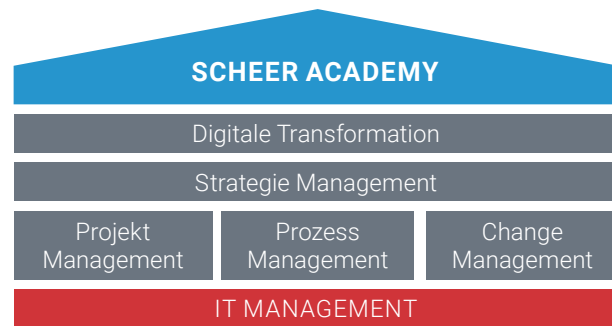 SCHEER ACADEMY
Digitale Transformation
Strategie Management
Projekt
Management
Prozess
Management
Change
Management
IT MANAGEMENT